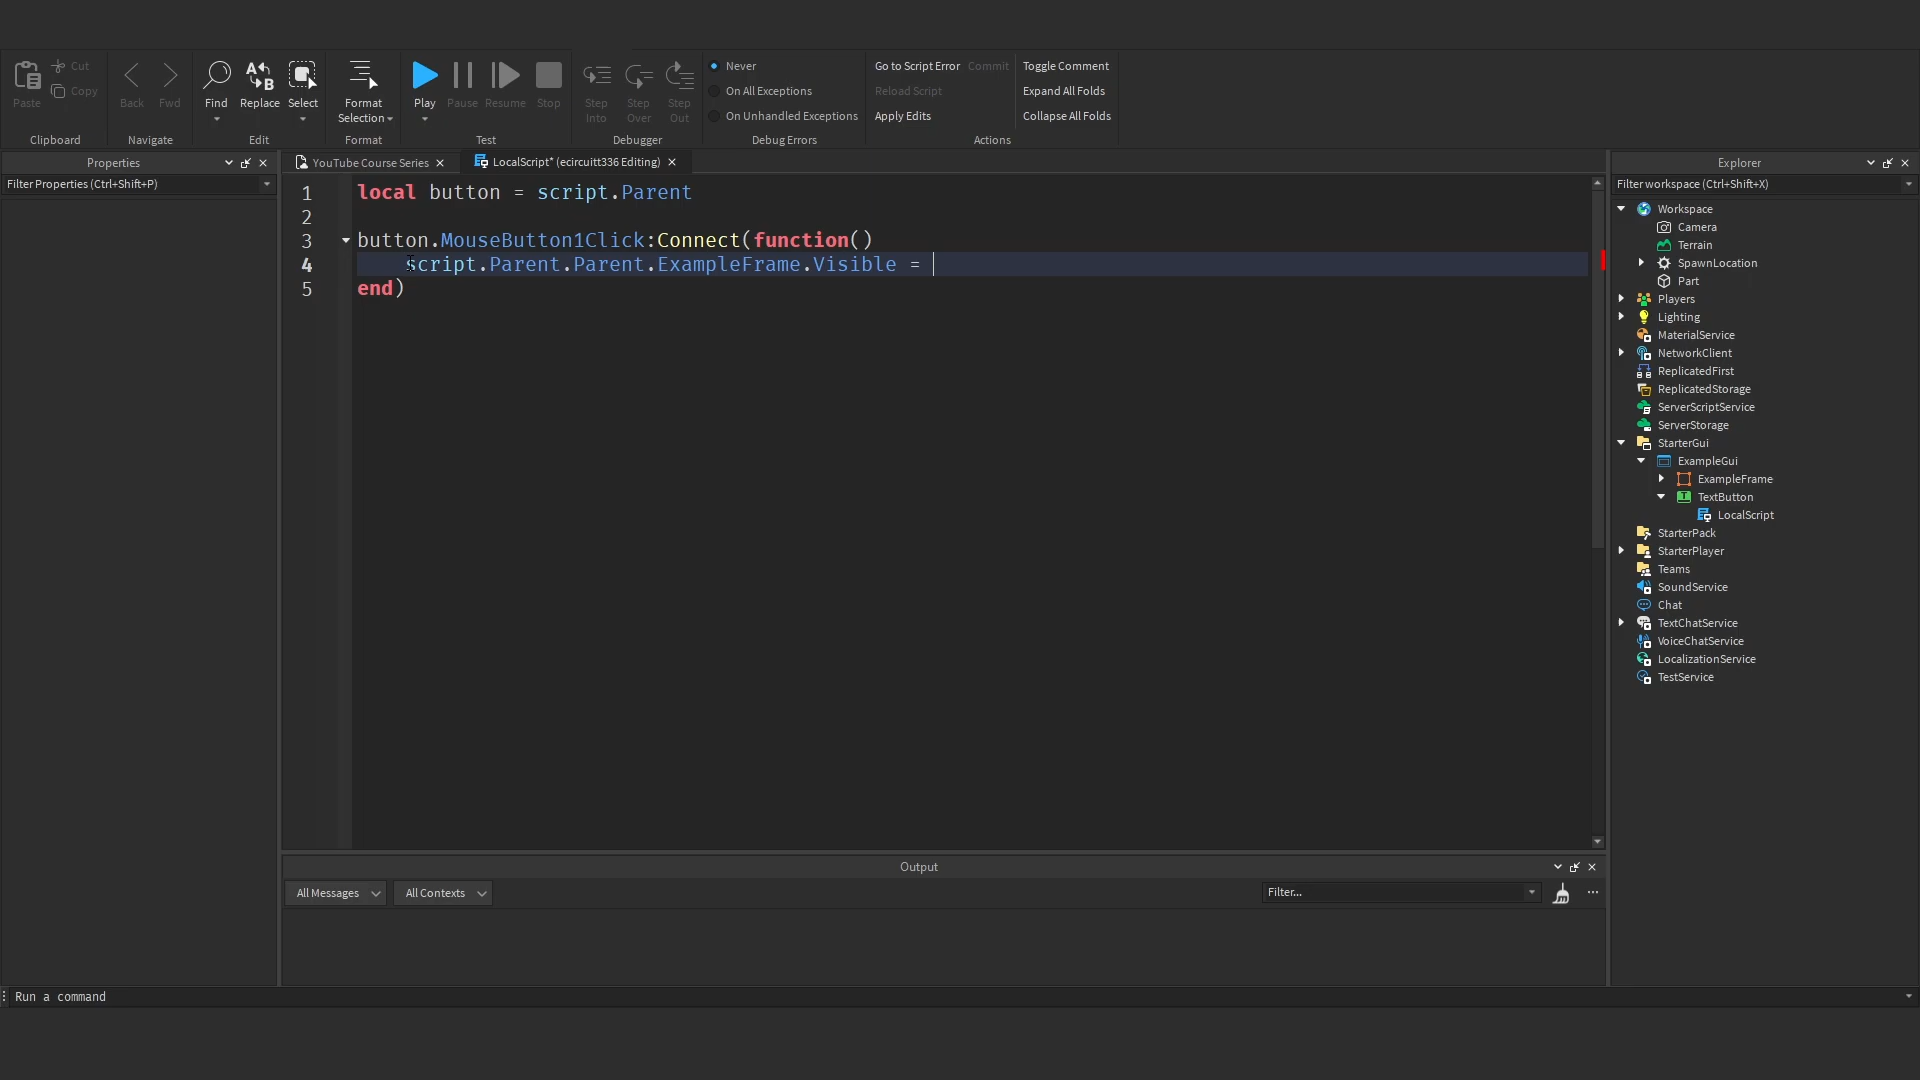 Paste
Cut
Copy
Clipboard
Back
Fwd
Navigate
Find
Replace
Select
Edit
Format
Selection
Format
Play
Pause
Resume
Stop
Test
Step
Into
Step
Over
Step
Out
Debugger
Never
On All Exceptions
On Unhandled Exceptions
Debug Errors
Go to Script Error
Commit
Reload Script
Apply Edits
Toggle Comment
Expand All Folds
Collapse All Folds
Actions
Properties
Filter Properties (Ctrl+Shift+P)
YouTube Course Series
LocalScript* (ecircuitt336 Editing)
1 local button = script.Parent
2
3 button.MouseButton1Click:Connect(function()
4 script.Parent.Parent.ExampleFrame.Visible =
5 end)
Output
All Messages
All Contexts
Filter...
Run a command
Explorer
Filter workspace (Ctrl+Shift+X)
Workspace
Camera
Terrain
SpawnLocation
Part
Players
Lighting
MaterialService
NetworkClient
ReplicatedFirst
ReplicatedStorage
ServerScriptService
ServerStorage
StarterGui
ExampleGui
ExampleFrame
TextButton
LocalScript
StarterPack
StarterPlayer
Teams
SoundService
Chat
TextChatService
VoiceChatService
LocalizationService
TestService